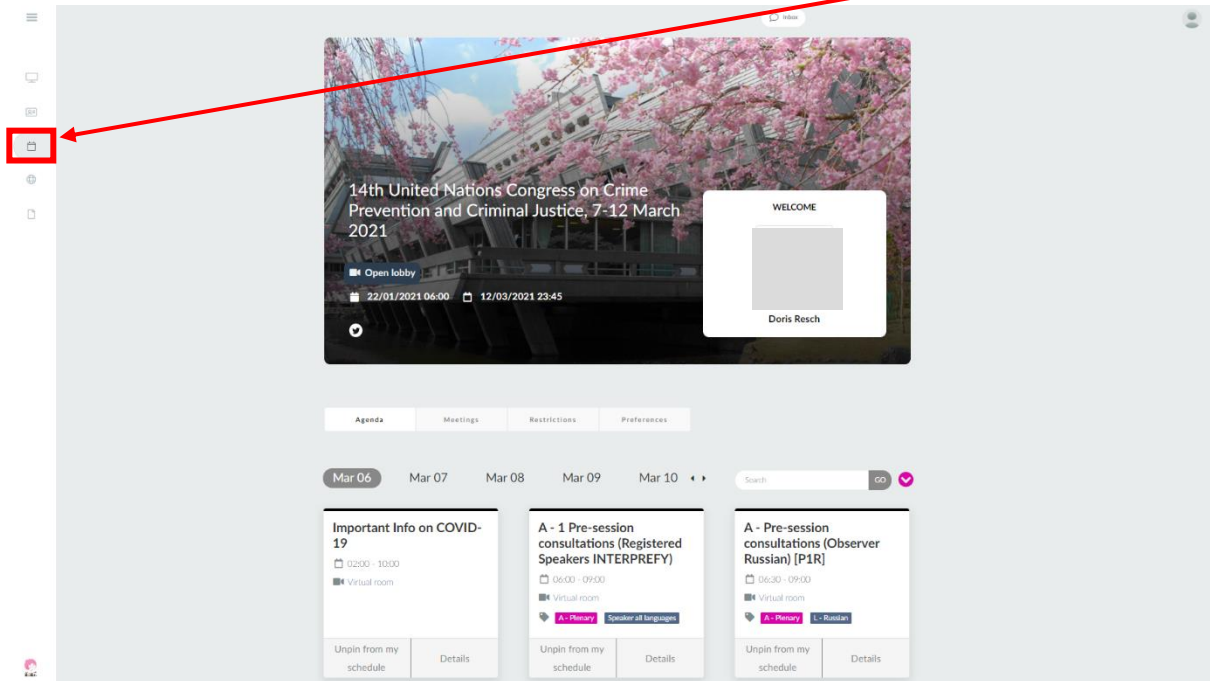 Inbox
14th United Nations Congress on Crime
Prevention and Criminal Justice, 7-12 March
2021
Open lobby
22/01/2021 06:00 12/03/2021 23:45
WELCOME
Doris Resch
Agenda Meetings Restrictions Preferences
Mar 06 Mar 07 Mar 08 Mar 09 Mar 10
Search GO
Important Info on COVID-
19
02:00 - 10:00
Virtual room
Unpin from my
schedule
Details
A - 1 Pre-session
consultations (Registered
Speakers INTERPREFY)
06:00 - 09:00
Virtual room
A - Plenary Speaker all languages
Unpin from my
schedule
Details
A - Pre-session
consultations (Observer
Russian) [P1R]
06:30 - 09:00
Virtual room
A - Plenary L - Russian
Unpin from my
schedule
Details